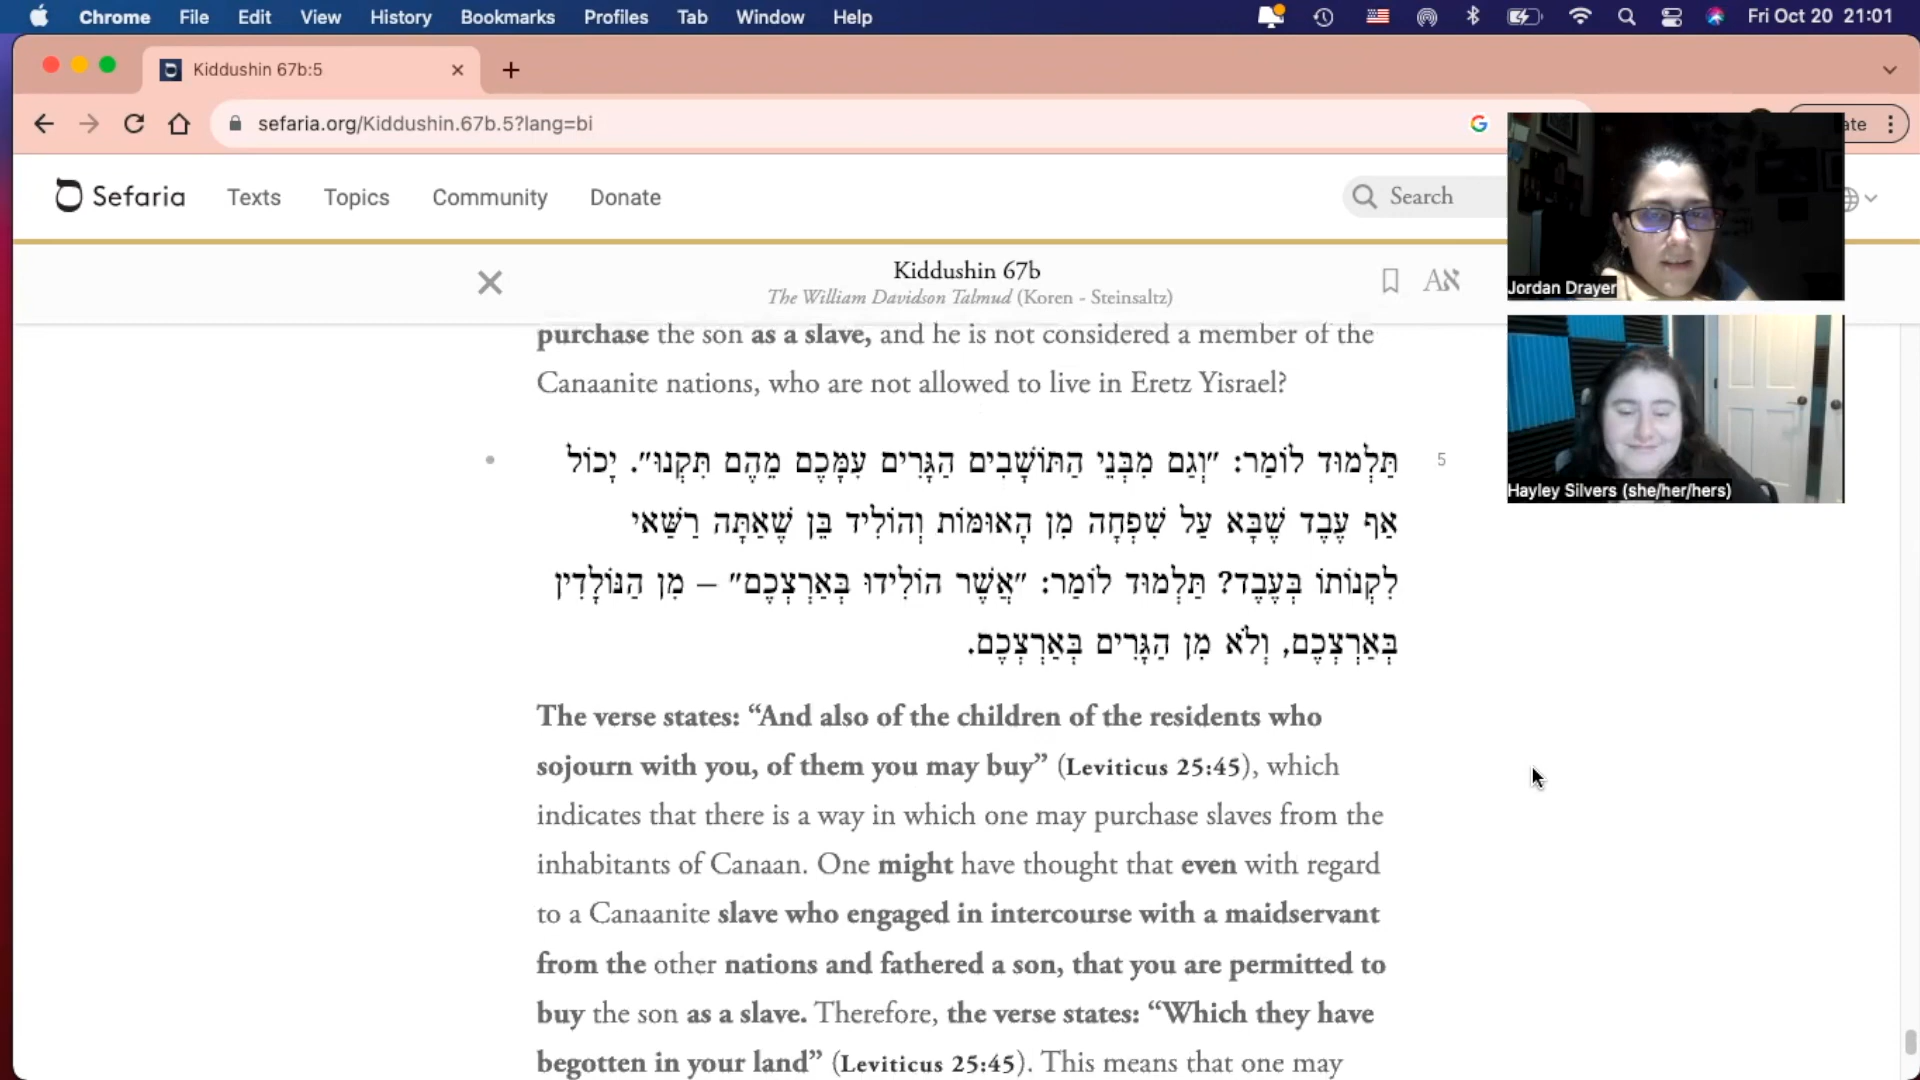 Chrome File Edit View History Bookmarks Profiles Tab Window Help Fri Oct 20 21:01
Kiddushin 67b:5
sefaria.org/Kiddushin.67b.5?lang=bi
Sefaria Texts Topics Community Donate Search
Kiddushin 67b
The William Davidson Talmud (Koren - Steinsaltz)
Jordan Drayer
Hayley Silvers (she/her/hers)
purchase the son as a slave, and he is not considered a member of the
Canaanite nations, who are not allowed to live in Eretz Yisrael?
5
תַּלְמוּד לוֹמַר: ״וְגַם מִבְּנֵי הַתּוֹשָׁבִים הַגָּרִים עִמָּכֶם מֵהֶם תִּקְנוּ״. יָכוֹל
אַף עֶבֶד שֶׁבָּא עַל שִׁפְחָה מִן הָאוּמּוֹת וְהוֹלִיד בֵּן שֶׁאַתָּה רַשַּׁאי
לִקְנוֹתוֹ בְּעֶבֶד? תַּלְמוּד לוֹמַר: ״אֲשֶׁר הוֹלִידוּ בְּאַרְצְכֶם״ – מִן הַנּוֹלָדִין
בְּאַרְצְכֶם, וְלֹא מִן הַגָּרִים בְּאַרְצְכֶם.
The verse states: “And also of the children of the residents who
sojourn with you, of them you may buy” (Leviticus 25:45), which
indicates that there is a way in which one may purchase slaves from the
inhabitants of Canaan. One might have thought that even with regard
to a Canaanite slave who engaged in intercourse with a maidservant
from the other nations and fathered a son, that you are permitted to
buy the son as a slave. Therefore, the verse states: “Which they have
begotten in your land” (Leviticus 25:45). This means that one may